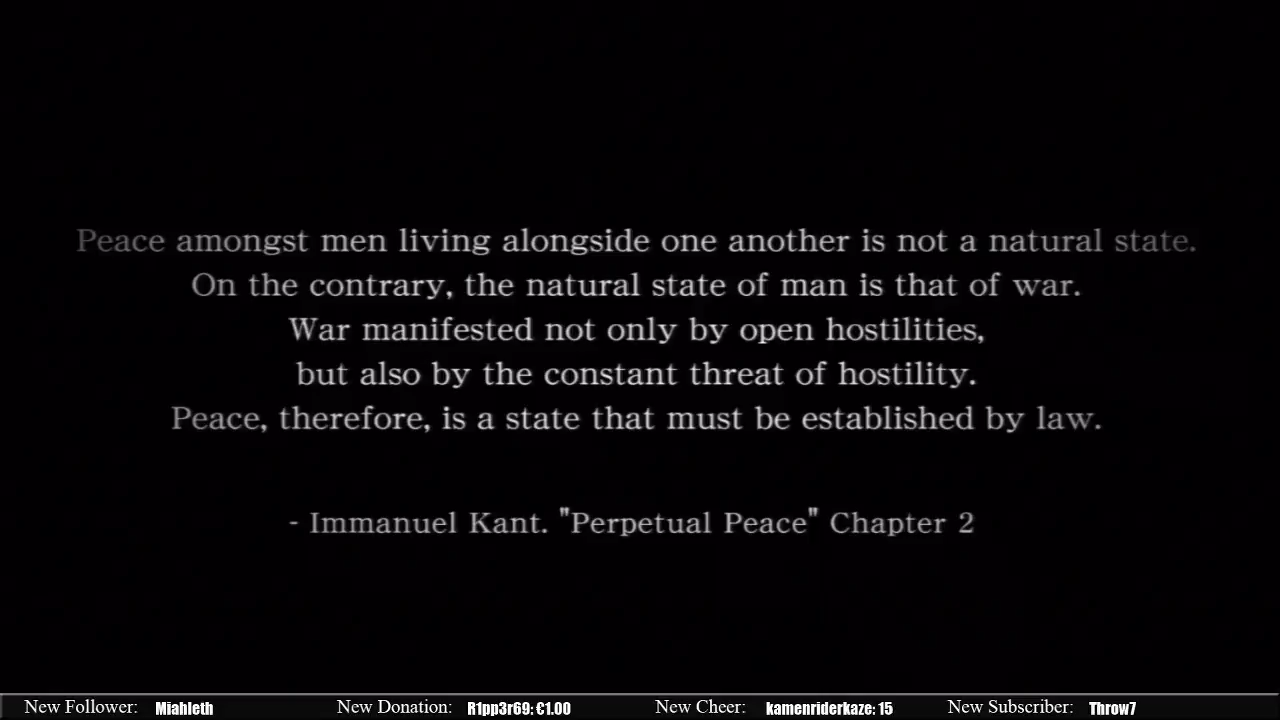 Peace amongst men living alongside one another is not a natural state.
On the contrary, the natural state of man is that of war.
War manifested not only by open hostilities,
but also by the constant threat of hostility.
Peace, therefore, is a state that must be established by law.
- Immanuel Kant. "Perpetual Peace" Chapter 2
New Follower: Miahleth New Donation: R1pp3r69: €1.00 New Cheer: kamenriderkaze: 15 New Subscriber: Throw7